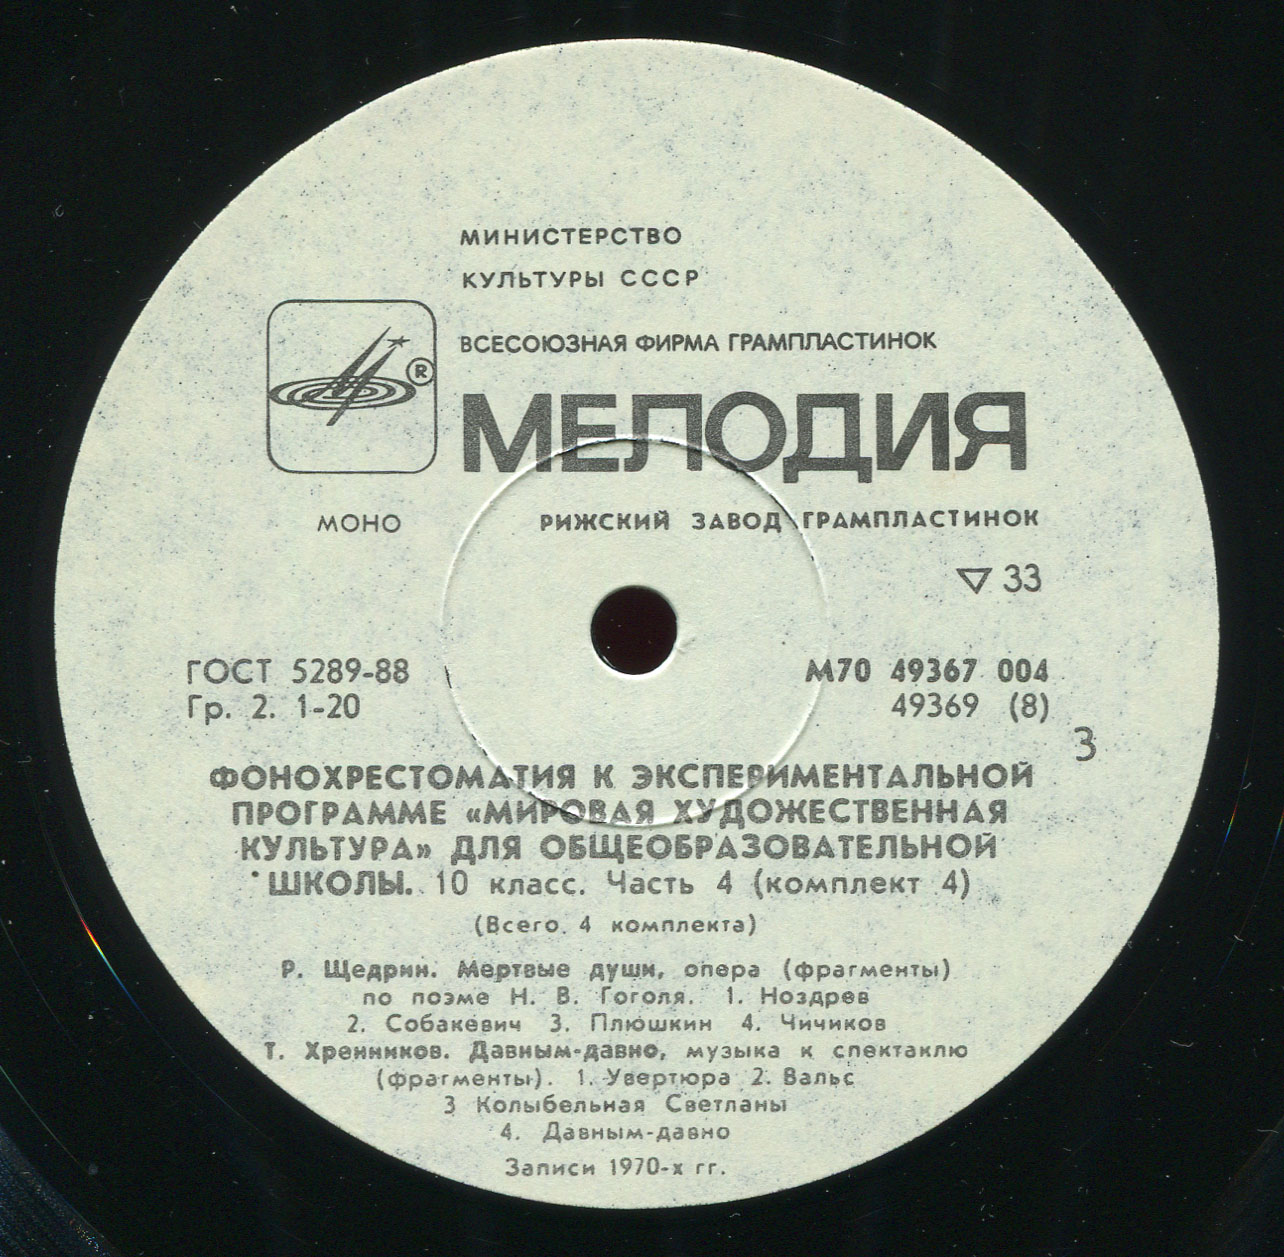 МИНИСТЕРСТВО
КУЛЬТУРЫ СССР
ВСЕСОЮЗНАЯ ФИРМА ГРАМПЛАСТИНОК
®
МЕЛОДИЯ
МОНО
РИЖСКИЙ ЗАВОД ГРАМПЛАСТИНОК
▽ 33
ГОСТ 5289-88
Гр. 2. 1-20
М70 49367 004
49369 (8)
3
ФОНОХРЕСТОМАТИЯ К ЭКСПЕРИМЕНТАЛЬНОЙ
ПРОГРАММЕ «МИРОВАЯ ХУДОЖЕСТВЕННАЯ
КУЛЬТУРА» ДЛЯ ОБЩЕОБРАЗОВАТЕЛЬНОЙ
ШКОЛЫ. 10 класс. Часть 4 (комплект 4)
(Всего 4 комплекта)
Р. Щедрин. Мертвые души, опера (фрагменты)
по поэме Н. В. Гоголя. 1. Ноздрев
2. Собакевич 3. Плюшкин 4. Чичиков
Т. Хренников. Давным-давно, музыка к спектаклю
(фрагменты). 1. Увертюра 2. Вальс
3 Колыбельная Светланы
4. Давным-давно
Записи 1970-х гг.